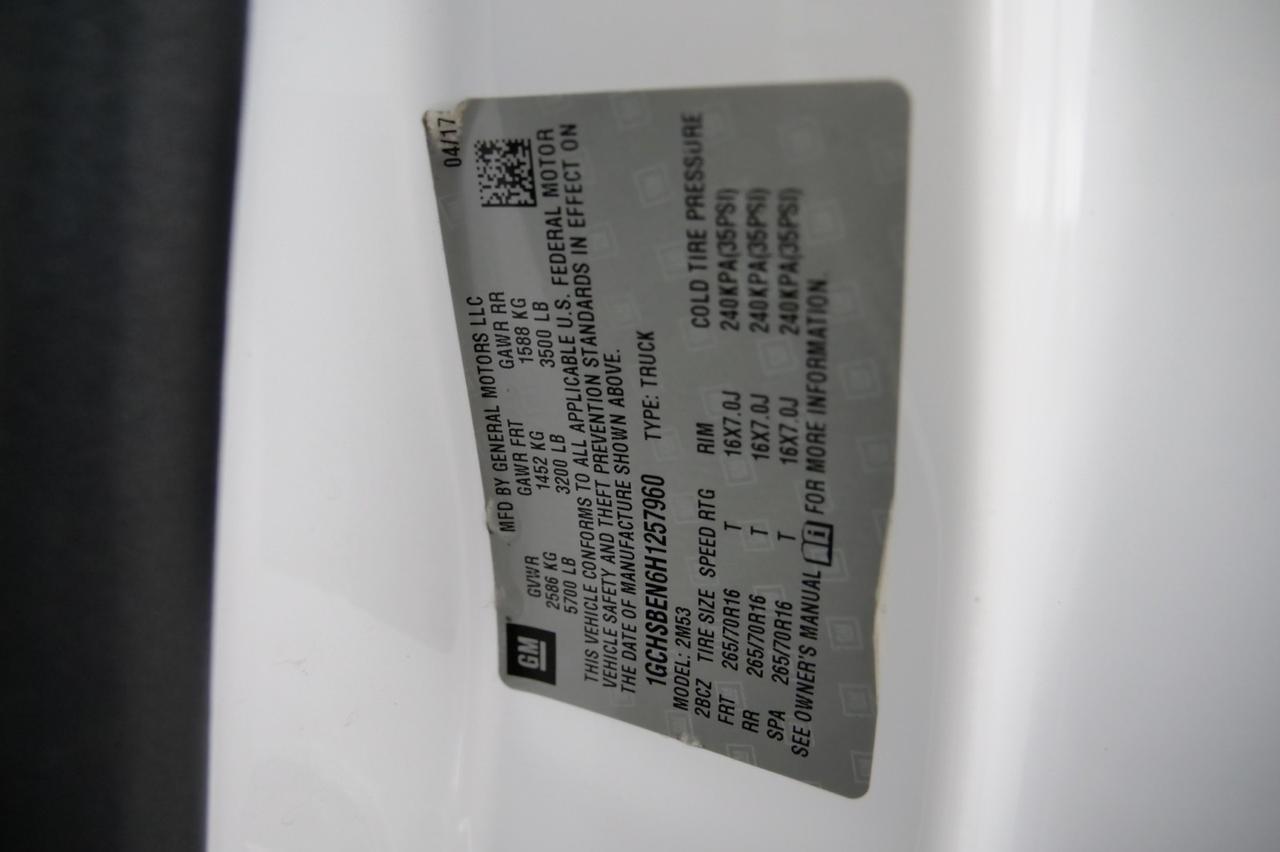 04/17
MFD BY GENERAL MOTORS LLC
GM
GVWR GAWR FRT GAWR RR
2586 KG 1452 KG 1588 KG
5700 LB 3200 LB 3500 LB
THIS VEHICLE CONFORMS TO ALL APPLICABLE U.S. FEDERAL MOTOR
VEHICLE SAFETY AND THEFT PREVENTION STANDARDS IN EFFECT ON
THE DATE OF MANUFACTURE SHOWN ABOVE.
1GCHSBEN6H1257960 TYPE: TRUCK
MODEL: 2M53
2BCZ TIRE SIZE SPEED RTG RIM COLD TIRE PRESSURE
FRT 265/70R16 T 16X7.0J 240KPA(35PSI)
RR 265/70R16 T 16X7.0J 240KPA(35PSI)
SPA 265/70R16 T 16X7.0J 240KPA(35PSI)
SEE OWNER'S MANUAL FOR MORE INFORMATION.